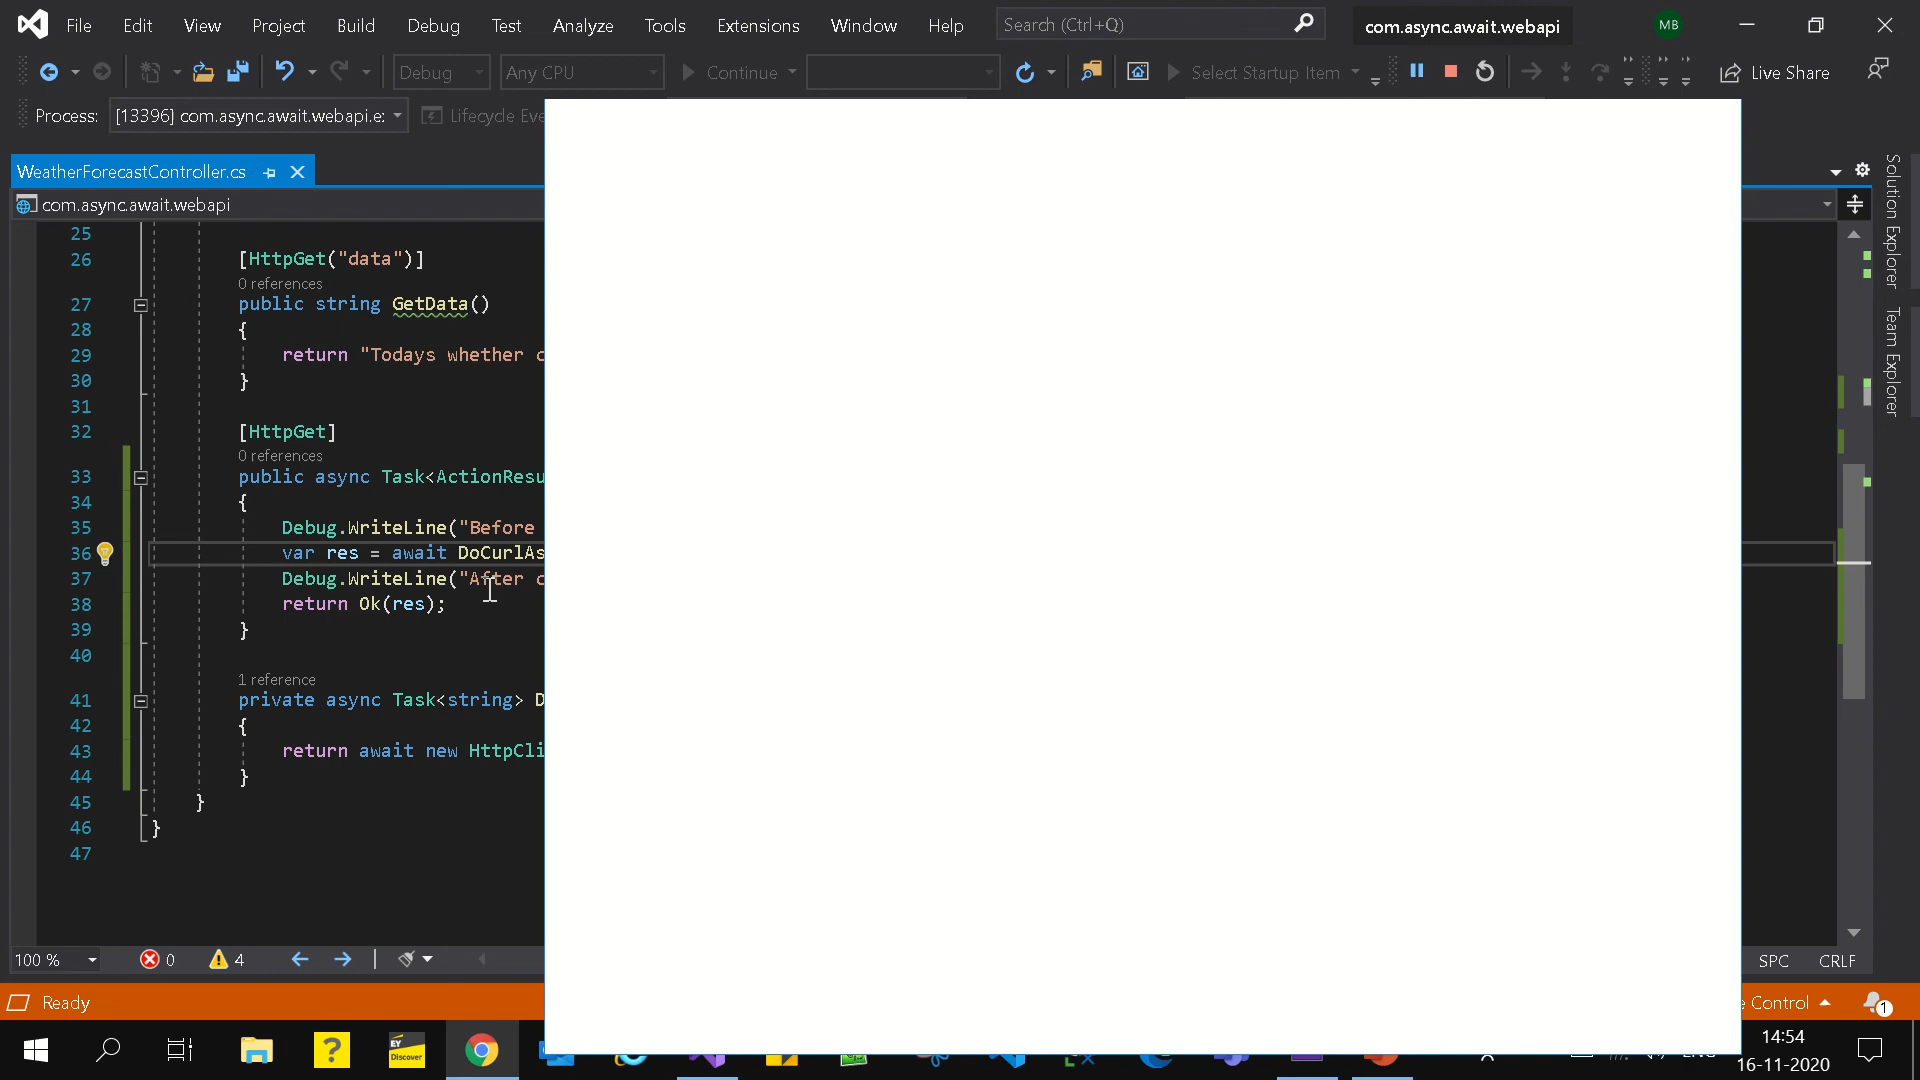 File Edit View Project Build Debug Test Analyze Tools Extensions Window Help Search (Ctrl+Q) com.async.await.webapi MB
Debug Any CPU Continue Select Startup Item Live Share
Process: [13396] com.async.await.webapi.e: Lifecycle Eve
WeatherForecastController.cs
com.async.await.webapi
Solution Explorer
Team Explorer
25
26 [HttpGet("data")]
0 references
27 public string GetData()
28 {
29 return "Todays whether c
30 }
31
32 [HttpGet]
0 references
33 public async Task<ActionResu
34 {
35 Debug.WriteLine("Before
36 var res = await DoCurlAs
37 Debug.WriteLine("After c
38 return Ok(res);
39 }
40
1 reference
41 private async Task<string> D
42 {
43 return await new HttpCli
44 }
45 }
46 }
47
100 % 0 4 SPC CRLF
Ready e Control 1
? EY Discover 14:54
16-11-2020